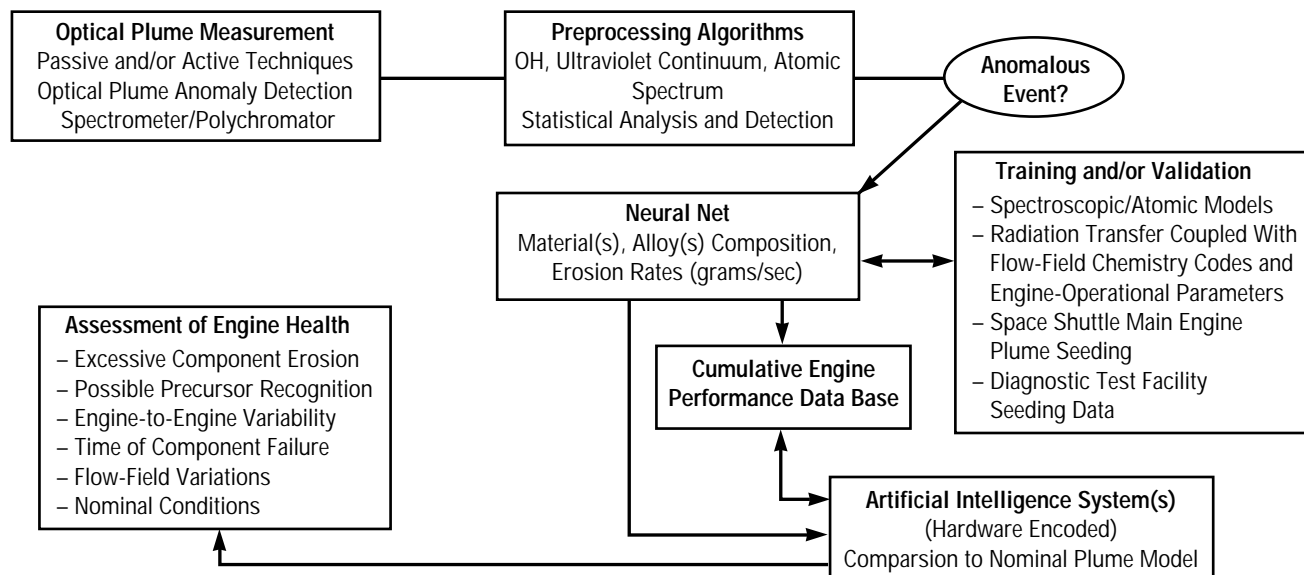 Optical Plume Measurement
Passive and/or Active Techniques
Optical Plume Anomaly Detection
Spectrometer/Polychromator
Preprocessing Algorithms
OH, Ultraviolet Continuum, Atomic
Spectrum
Statistical Analysis and Detection
Anomalous
Event?
Neural Net
Material(s), Alloy(s) Composition,
Erosion Rates (grams/sec)
Training and/or Validation
– Spectroscopic/Atomic Models
– Radiation Transfer Coupled With
Flow-Field Chemistry Codes and
Engine-Operational Parameters
– Space Shuttle Main Engine
Plume Seeding
– Diagnostic Test Facility
Seeding Data
Assessment of Engine Health
– Excessive Component Erosion
– Possible Precursor Recognition
– Engine-to-Engine Variability
– Time of Component Failure
– Flow-Field Variations
– Nominal Conditions
Cumulative Engine
Performance Data Base
Artificial Intelligence System(s)
(Hardware Encoded)
Comparsion to Nominal Plume Model